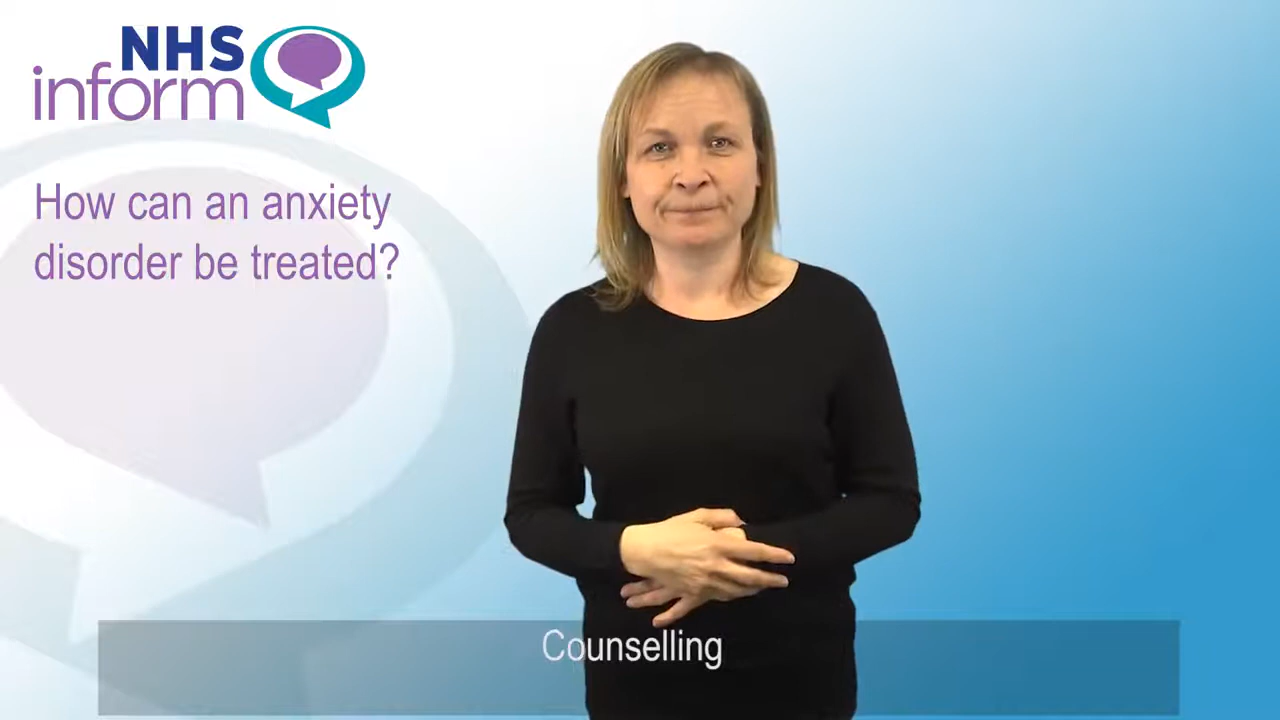 NHS
inform
How can an anxiety
disorder be treated?
Counselling